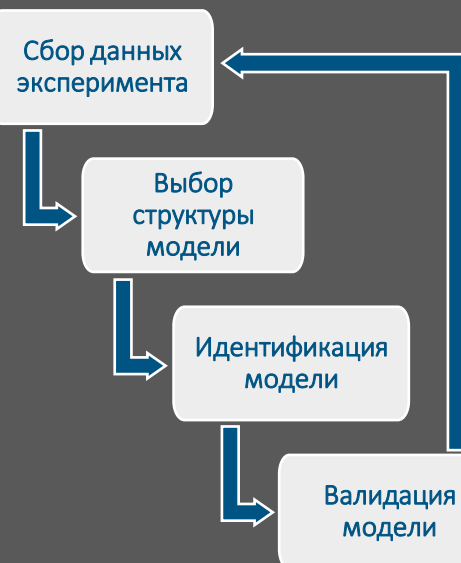 Сбор данных
эксперимента
Выбор
структуры
модели
Идентификация
модели
Валидация
модели